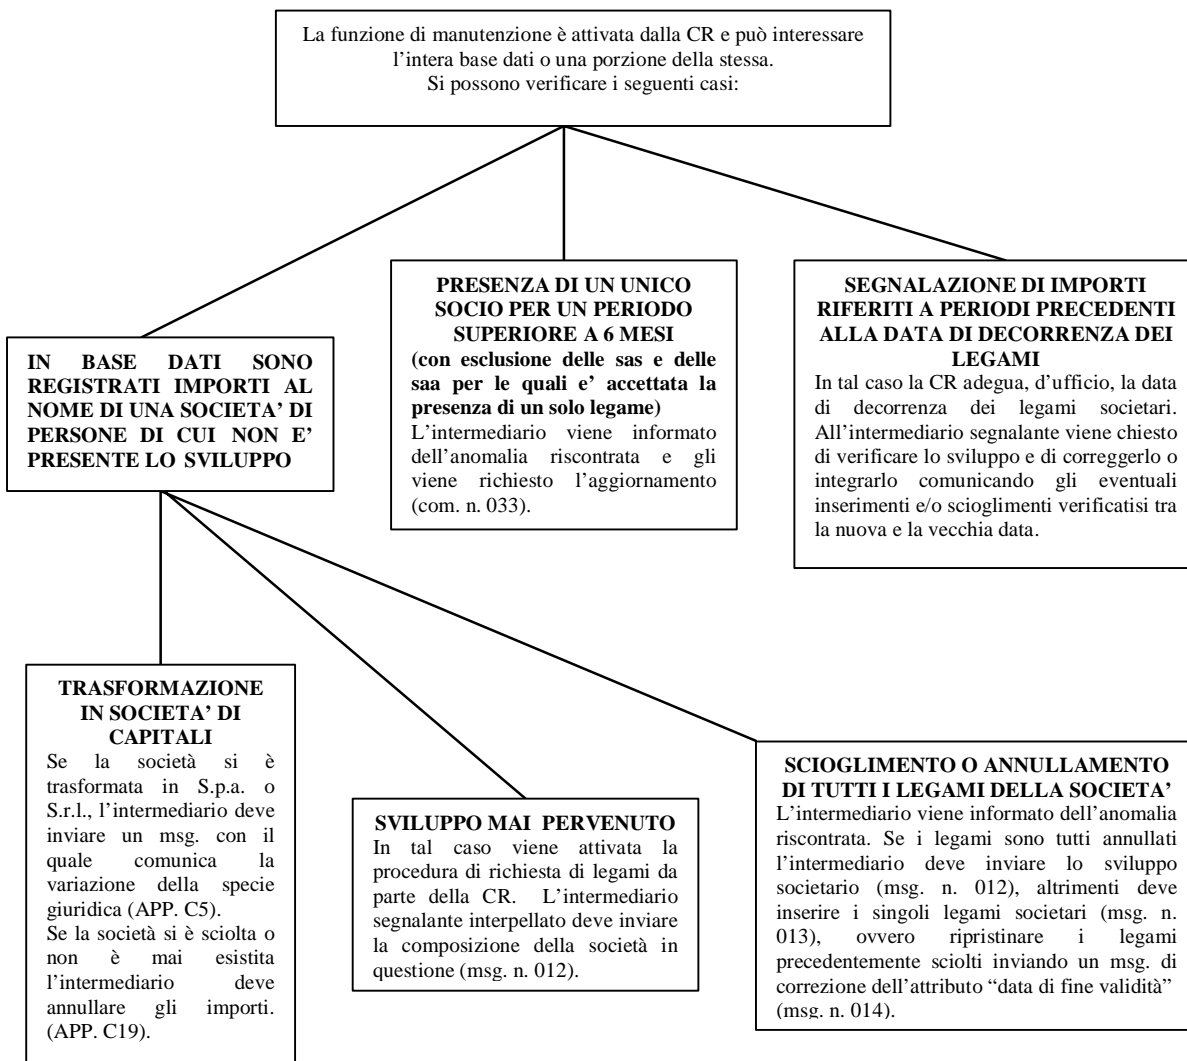 La funzione di manutenzione è attivata dalla CR e può interessare
l’intera base dati o una porzione della stessa.
Si possono verificare i seguenti casi:
IN BASE DATI SONO
REGISTRATI IMPORTI AL
NOME DI UNA SOCIETA’ DI
PERSONE DI CUI NON E’
PRESENTE LO SVILUPPO
PRESENZA DI UN UNICO
SOCIO PER UN PERIODO
SUPERIORE A 6 MESI
(con esclusione delle sas e delle
saa per le quali e’ accettata la
presenza di un solo legame)
L’intermediario viene informato
dell’anomalia riscontrata e gli
viene richiesto l’aggiornamento
(com. n. 033).
SEGNALAZIONE DI IMPORTI
RIFERITI A PERIODI PRECEDENTI
ALLA DATA DI DECORRENZA DEI
LEGAMI
In tal caso la CR adegua, d’ufficio, la data
di decorrenza dei legami societari.
All’intermediario segnalante viene chiesto
di verificare lo sviluppo e di correggerlo o
integrarlo comunicando gli eventuali
inserimenti e/o scioglimenti verificatisi tra
la nuova e la vecchia data.
TRASFORMAZIONE
IN SOCIETA’ DI
CAPITALI
Se la società si è
trasformata in S.p.a. o
S.r.l., l’intermediario deve
inviare un msg. con il
quale comunica la
variazione della specie
giuridica (APP. C5).
Se la società si è sciolta o
non è mai esistita
l’intermediario deve
annullare gli importi.
(APP. C19).
SVILUPPO MAI PERVENUTO
In tal caso viene attivata la
procedura di richiesta di legami da
parte della CR. L’intermediario
segnalante interpellato deve inviare
la composizione della società in
questione (msg. n. 012).
SCIOGLIMENTO O ANNULLAMENTO
DI TUTTI I LEGAMI DELLA SOCIETA’
L’intermediario viene informato dell’anomalia
riscontrata. Se i legami sono tutti annullati
l’intermediario deve inviare lo sviluppo
societario (msg. n. 012), altrimenti deve
inserire i singoli legami societari (msg. n.
013), ovvero ripristinare i legami
precedentemente sciolti inviando un msg. di
correzione dell’attributo “data di fine validità”
(msg. n. 014).